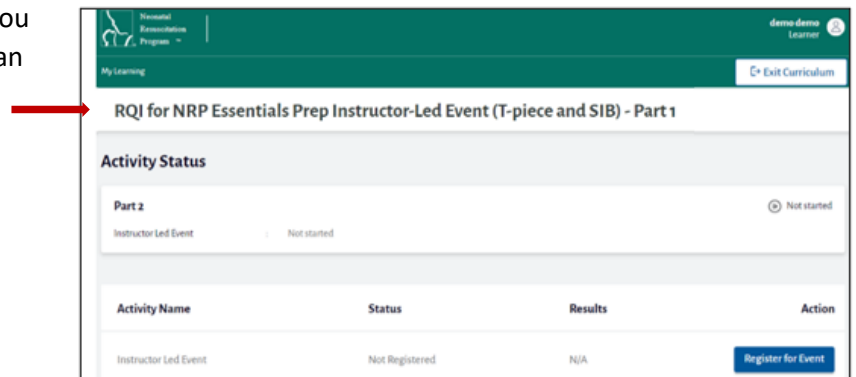 ou
an
Neonatal
Resuscitation
Program
demo demo
Learner
My Learning
Exit Curriculum
RQI for NRP Essentials Prep Instructor-Led Event (T-piece and SIB) - Part 1
Activity Status
Part 2
Not started
Instructor Led Event : Not started
Activity Name Status Results Action
Instructor Led Event Not Registered N/A Register for Event